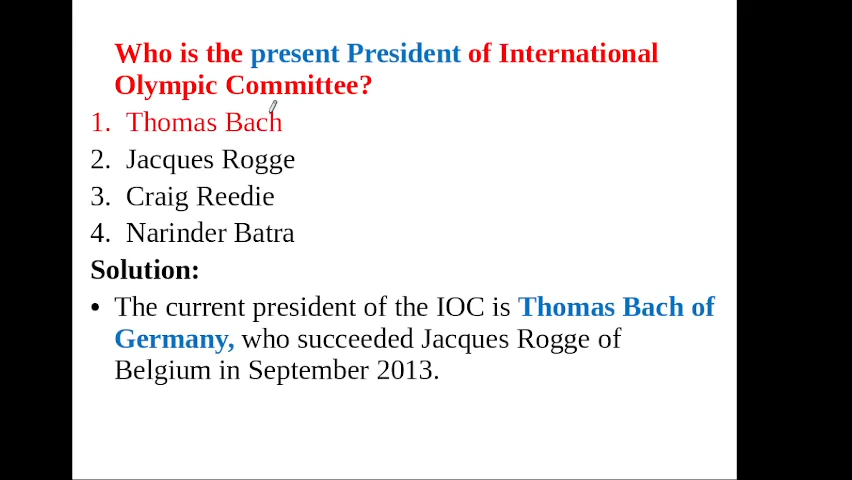 Who is the present President of International
Olympic Committee?
1. Thomas Bach
2. Jacques Rogge
3. Craig Reedie
4. Narinder Batra
Solution:
• The current president of the IOC is Thomas Bach of
Germany, who succeeded Jacques Rogge of
Belgium in September 2013.